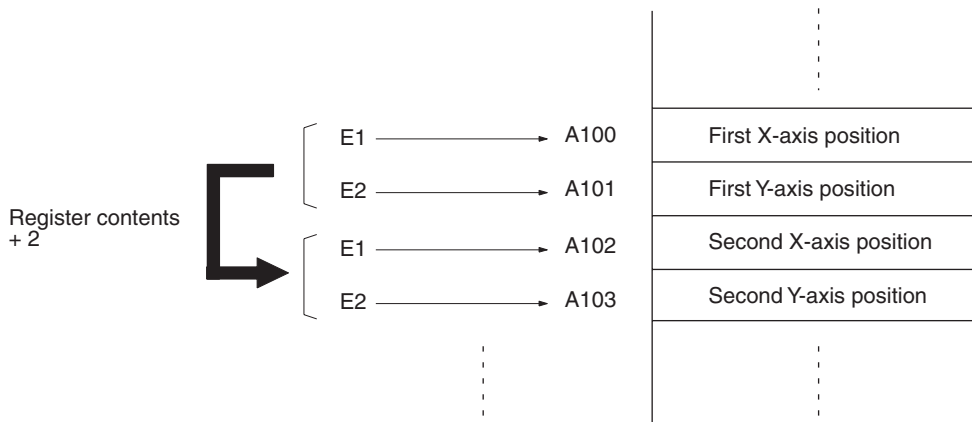 E1 A100 First X-axis position
E2 A101 First Y-axis position
Register contents
+ 2
E1 A102 Second X-axis position
E2 A103 Second Y-axis position